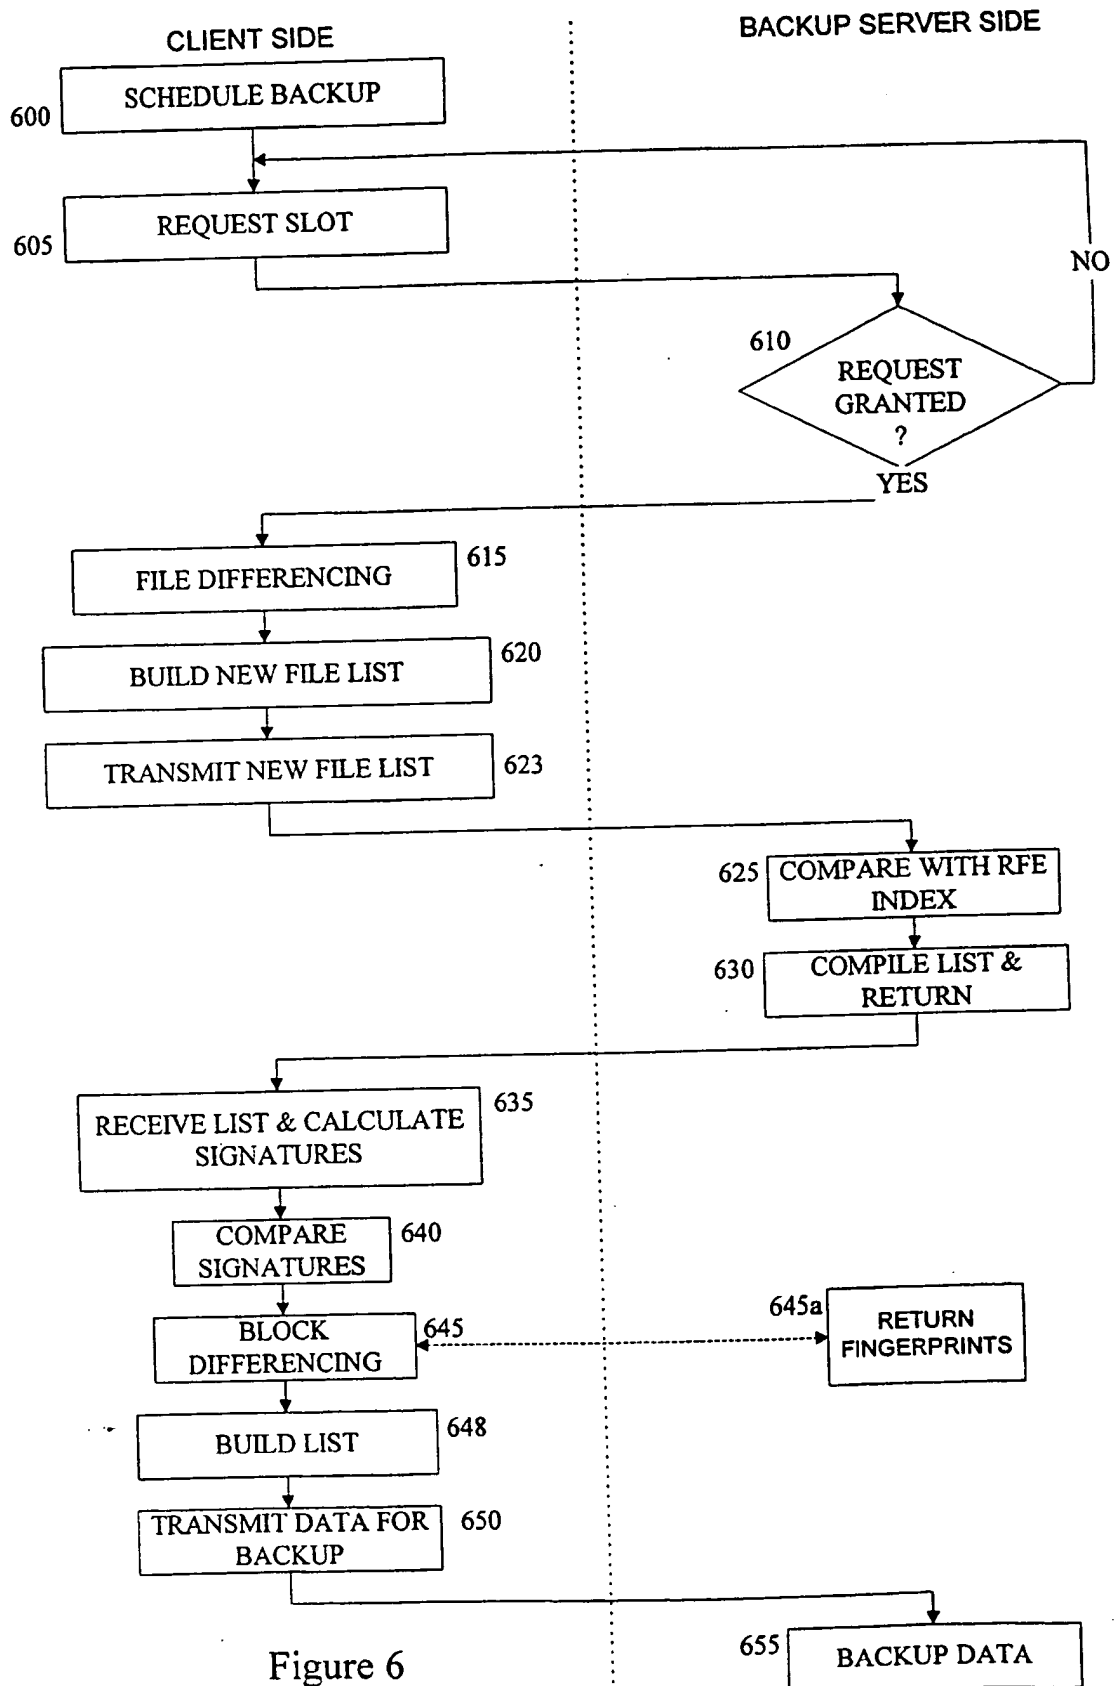 CLIENT SIDE
BACKUP SERVER SIDE
SCHEDULE BACKUP
600
REQUEST SLOT
605
NO
610
REQUEST
GRANTED
?
YES
615
FILE DIFFERENCING
620
BUILD NEW FILE LIST
TRANSMIT NEW FILE LIST
623
625
COMPARE WITH RFE
INDEX
630
COMPILE LIST &
RETURN
635
RECEIVE LIST & CALCULATE
SIGNATURES
COMPARE
SIGNATURES
640
645a
RETURN
FINGERPRINTS
BLOCK
DIFFERENCING
645
BUILD LIST
648
TRANSMIT DATA FOR
BACKUP
650
655
BACKUP DATA
Figure 6